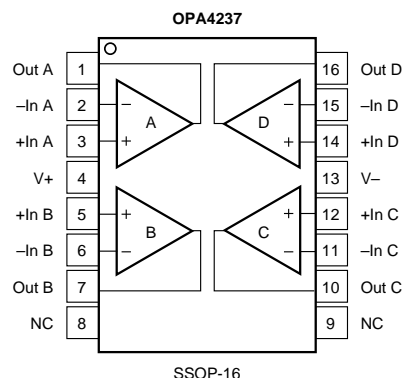 OPA4237
Out A 1 16 Out D
–In A 2 – – 15 –In D
A D
+In A 3 + + 14 +In D
V+ 4 13 V–
+In B 5 + + 12 +In C
B C
–In B 6 – – 11 –In C
Out B 7 10 Out C
NC 8 9 NC
SSOP-16